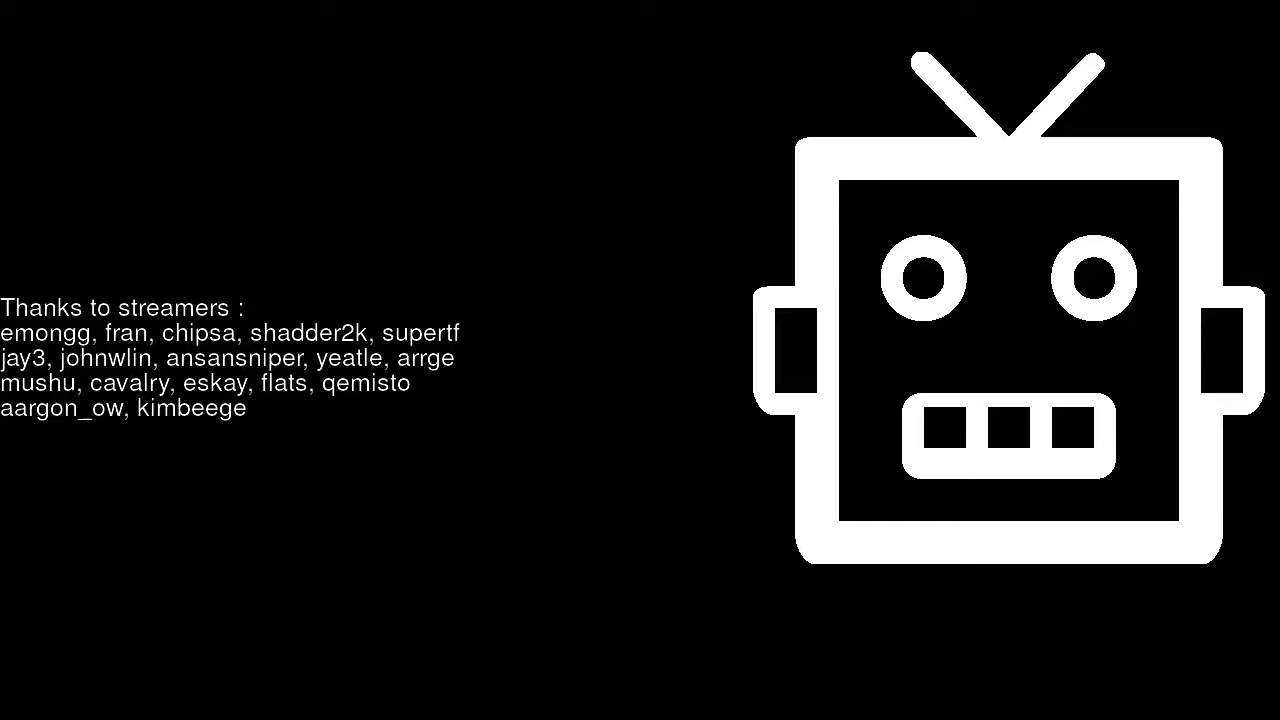 Thanks to streamers :
emongg, fran, chipsa, shadder2k, supertf
jay3, johnwlin, ansansniper, yeatle, arrge
mushu, cavalry, eskay, flats, qemisto
aargon_ow, kimbeege